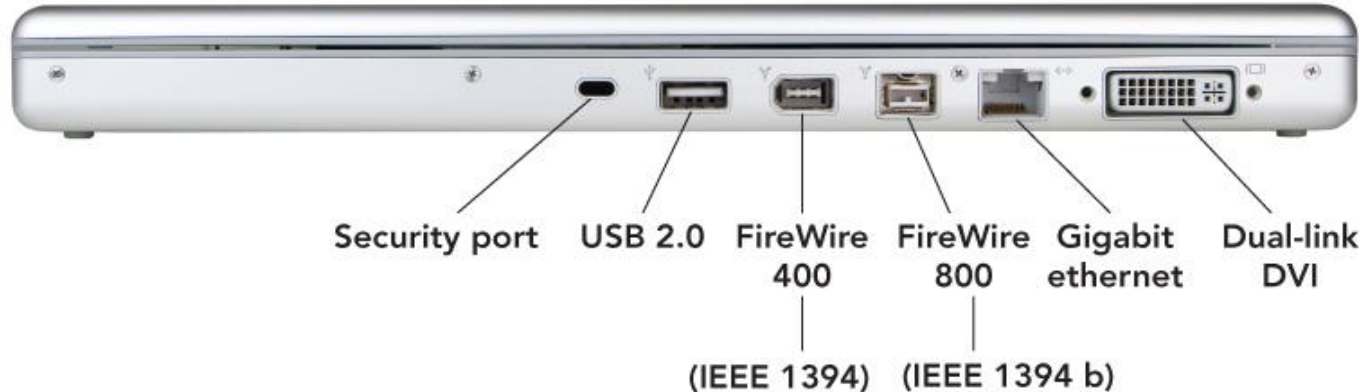 Security port
USB 2.0
FireWire
400
(IEEE 1394)
FireWire
800
(IEEE 1394 b)
Gigabit
ethernet
Dual-link
DVI